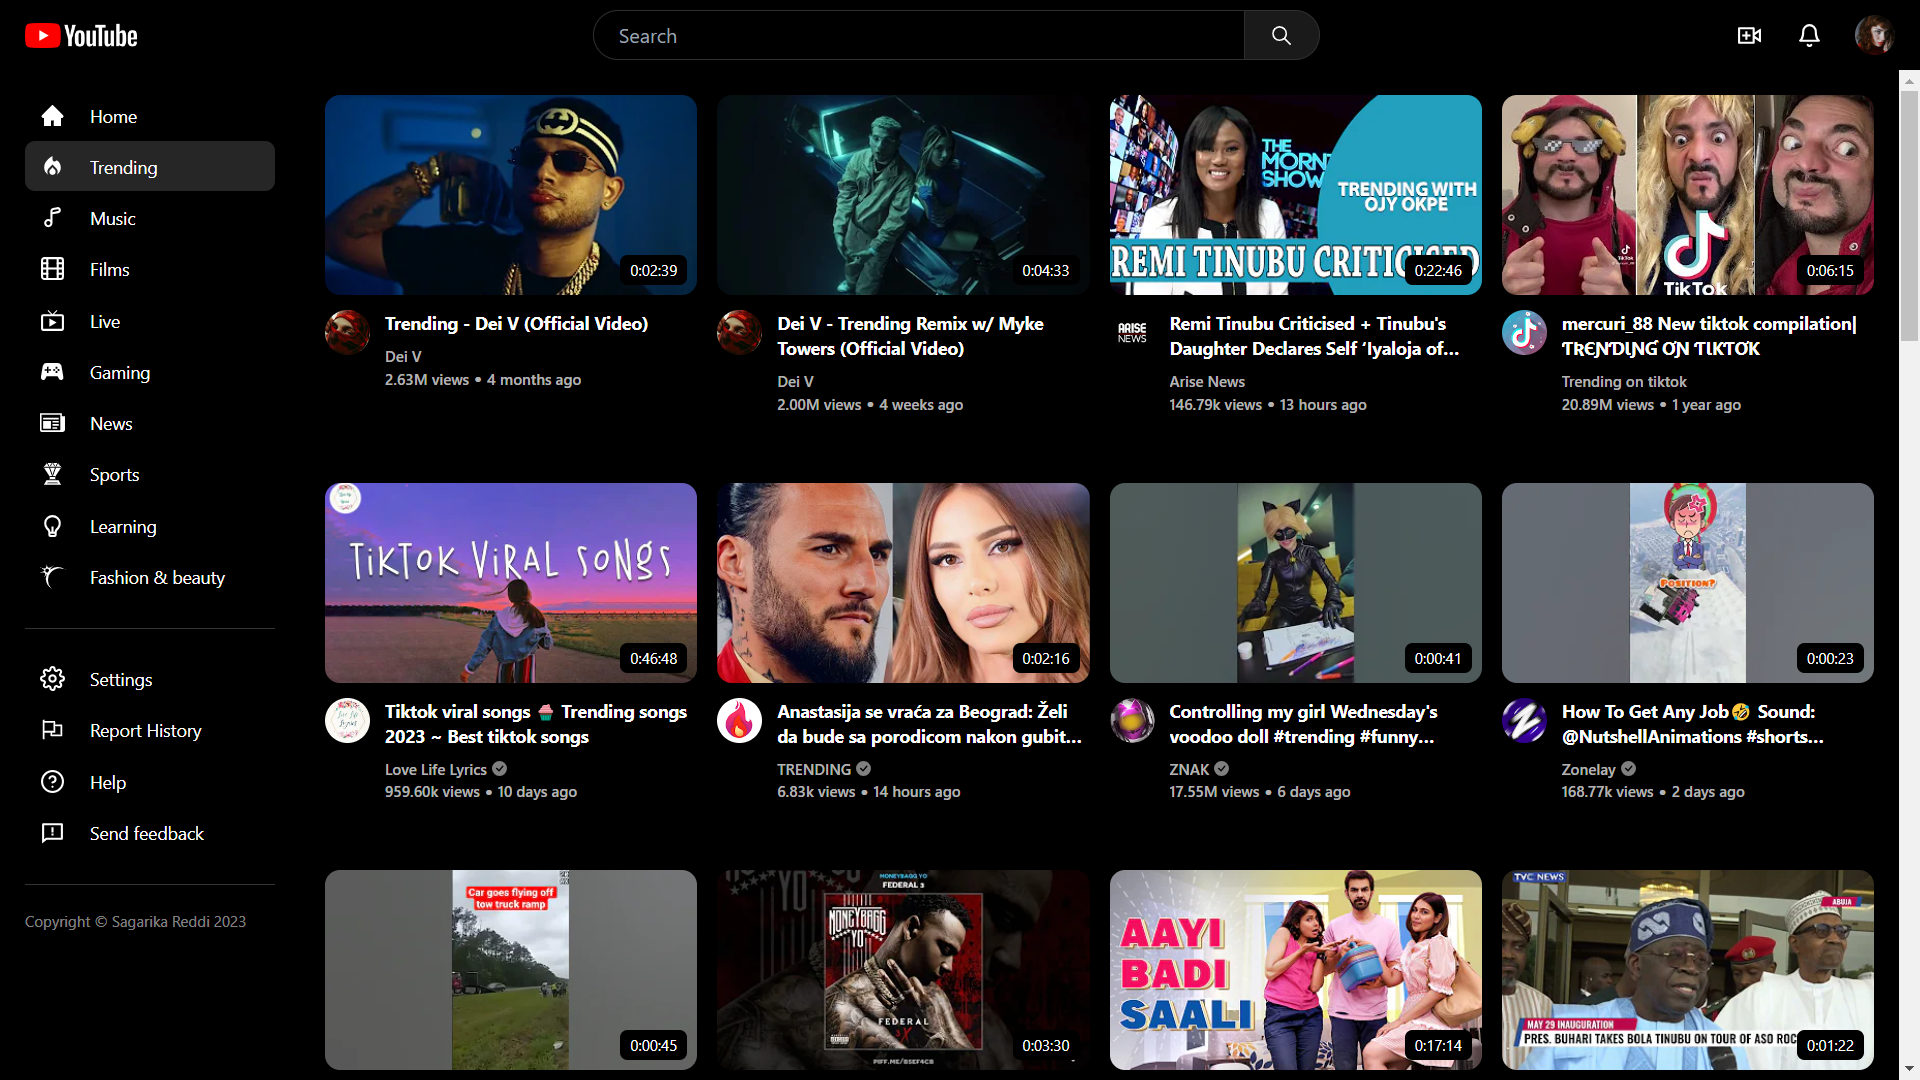 YouTube
Search
Home
Trending
Music
Films
Live
Gaming
News
Sports
Learning
Fashion & beauty
Settings
Report History
Help
Send feedback
Copyright © Sagarika Reddi 2023
0:02:39
Trending - Dei V (Official Video)
Dei V
2.63M views • 4 months ago
0:04:33
Dei V - Trending Remix w/ Myke
Towers (Official Video)
Dei V
2.00M views • 4 weeks ago
THE
MORN
SHOW
TRENDING WITH
OJY OKPE
REMI TINUBU CRITICISED
0:22:46
ARISE
NEWS
Remi Tinubu Criticised + Tinubu's
Daughter Declares Self ‘Iyaloja of...
Arise News
146.79k views • 13 hours ago
TikTok
TikTok
0:06:15
mercuri_88 New tiktok compilation|
ƬƦЄƝƊƖƝƓ ƠƝ ƬƖƘƬƠƘ
Trending on tiktok
20.89M views • 1 year ago
TIKTOK VIRAL SONGS
0:46:48
Tiktok viral songs 🧁 Trending songs
2023 ~ Best tiktok songs
Love Life Lyrics
959.60k views • 10 days ago
0:02:16
Anastasija se vraća za Beograd: Želi
da bude sa porodicom nakon gubit...
TRENDING
6.83k views • 14 hours ago
0:00:41
Controlling my girl Wednesday's
voodoo doll #trending #funny...
ZNAK
17.55M views • 6 days ago
POSITION?
0:00:23
How To Get Any Job🤣 Sound:
@NutshellAnimations #shorts...
Zonelay
168.77k views • 2 days ago
Car goes flying off
tow truck ramp
0:00:45
MONEYBAGG YO
FEDERAL 3
MONEYBAGG
YO
FEDERAL
3X
PIFF.ME/B5EF4CB
0:03:30
AAYI
BADI
SAALI
0:17:14
TVC NEWS
ABUJA
MAY 29 INAUGURATION
PRES. BUHARI TAKES BOLA TINUBU ON TOUR OF ASO ROC
0:01:22